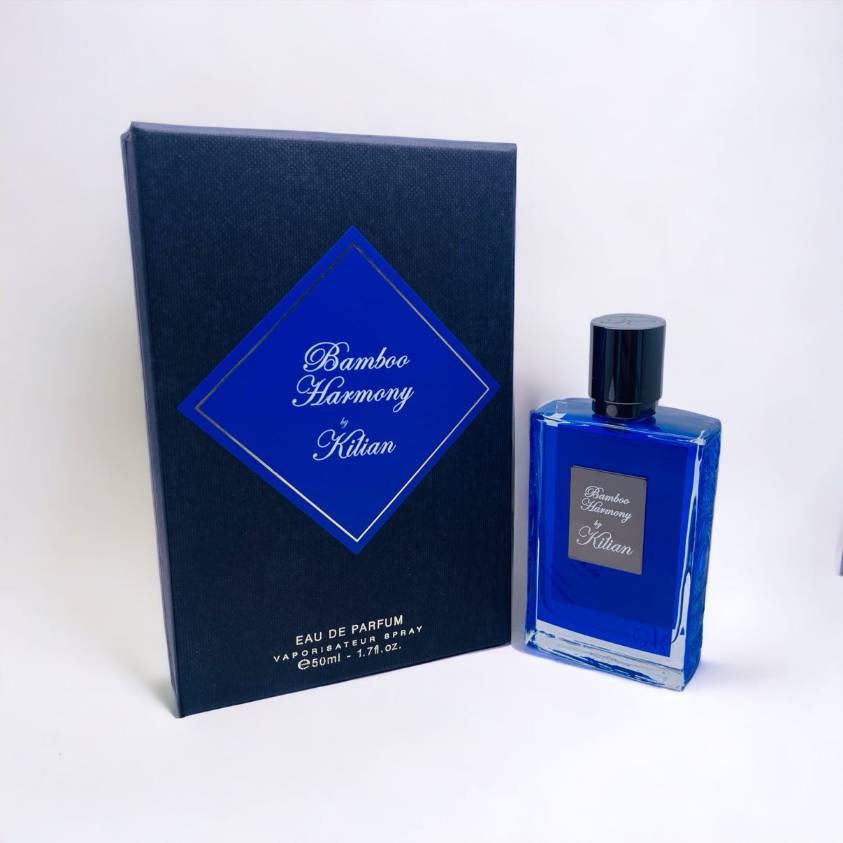 Bamboo
Harmony
by
Kilian
EAU DE PARFUM
VAPORISATEUR SPRAY
℮50ml - 1.7fl.oz.
Bamboo
Harmony
by
Kilian